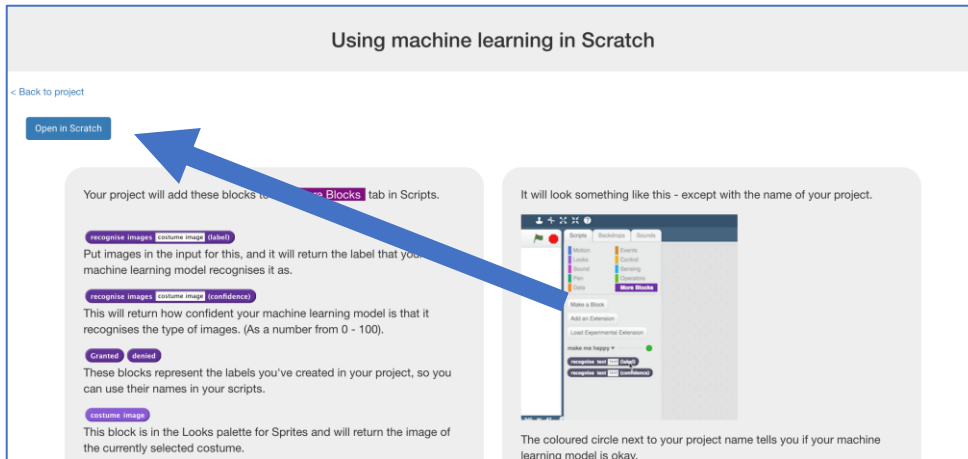 Using machine learning in Scratch
< Back to project
Open in Scratch
Your project will add these blocks to Blocks tab in Scripts.
recognise images costume image (label)
Put images in the input for this, and it will return the label that your
machine learning model recognises it as.
recognise images costume image (confidence)
This will return how confident your machine learning model is that it
recognises the type of images. (As a number from 0 - 100).
Granted denied
These blocks represent the labels you've created in your project, so you
can use their names in your scripts.
costume image
This block is in the Looks palette for Sprites and will return the image of
the currently selected costume.
It will look something like this - except with the name of your project.
Scripts Backdrops Sounds
Motion Events
Looks Control
Sound Sensing
Pen Operators
Data More Blocks
Make a Block
Add an Extension
Load Experimental Extension
make me happy
recognise text text (label)
recognise text text (confidence)
The coloured circle next to your project name tells you if your machine
learning model is okay.